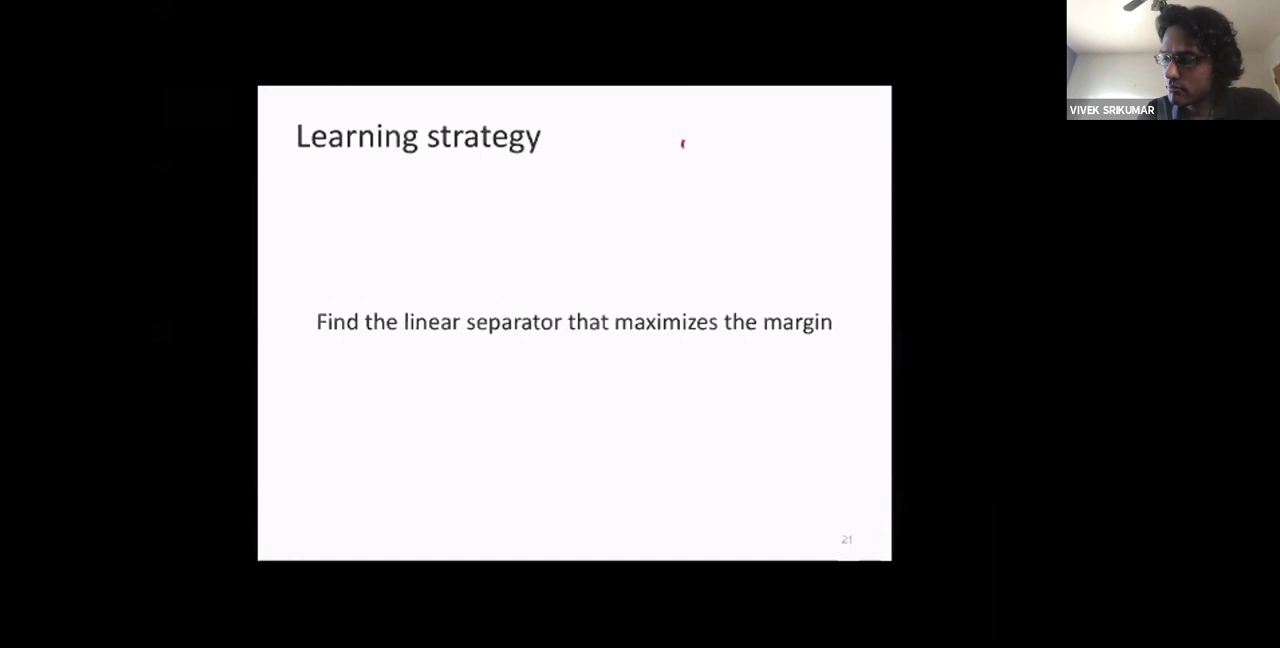 VIVEK SRIKUMAR
Learning strategy
Find the linear separator that maximizes the margin
21